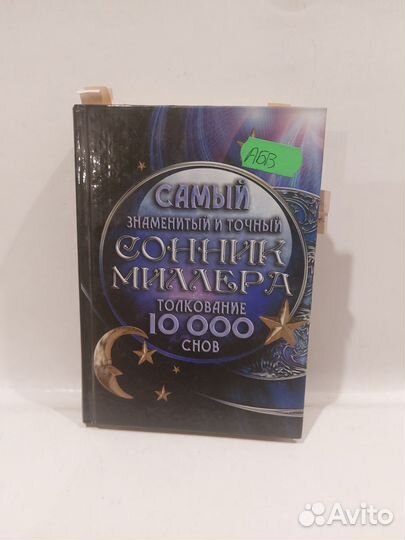 АБВ
САМЫЙ
ЗНАМЕНИТЫЙ И ТОЧНЫЙ
СОННИК
МИЛЛЕРА
ТОЛКОВАНИЕ
10 000
СНОВ
Avito